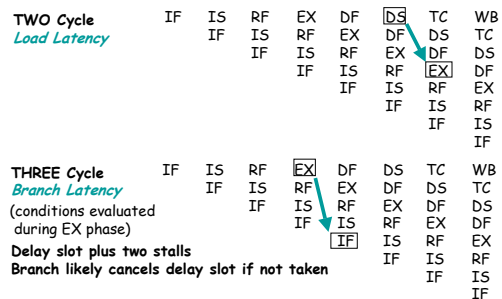 TWO Cycle IF IS RF EX DF DS TC WB
Load Latency IF IS RF EX DF DS TC
IF IS RF EX DF DS
IF IS RF EX DF
IF IS RF EX
IF IS RF
IF IS
IF
THREE Cycle IF IS RF EX DF DS TC WB
Branch Latency IF IS RF EX DF DS TC
(conditions evaluated IF IS RF EX DF DS
during EX phase) IF IS RF EX DF
Delay slot plus two stalls IF IS RF EX
Branch likely cancels delay slot if not taken IF IS RF
IF IS
IF